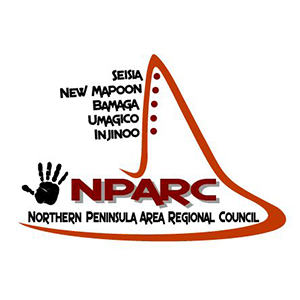 SEISIA
NEW MAPOON
BAMAGA
UMAGICO
INJINOO
NPARC
NORTHERN PENINSULA AREA REGIONAL COUNCIL